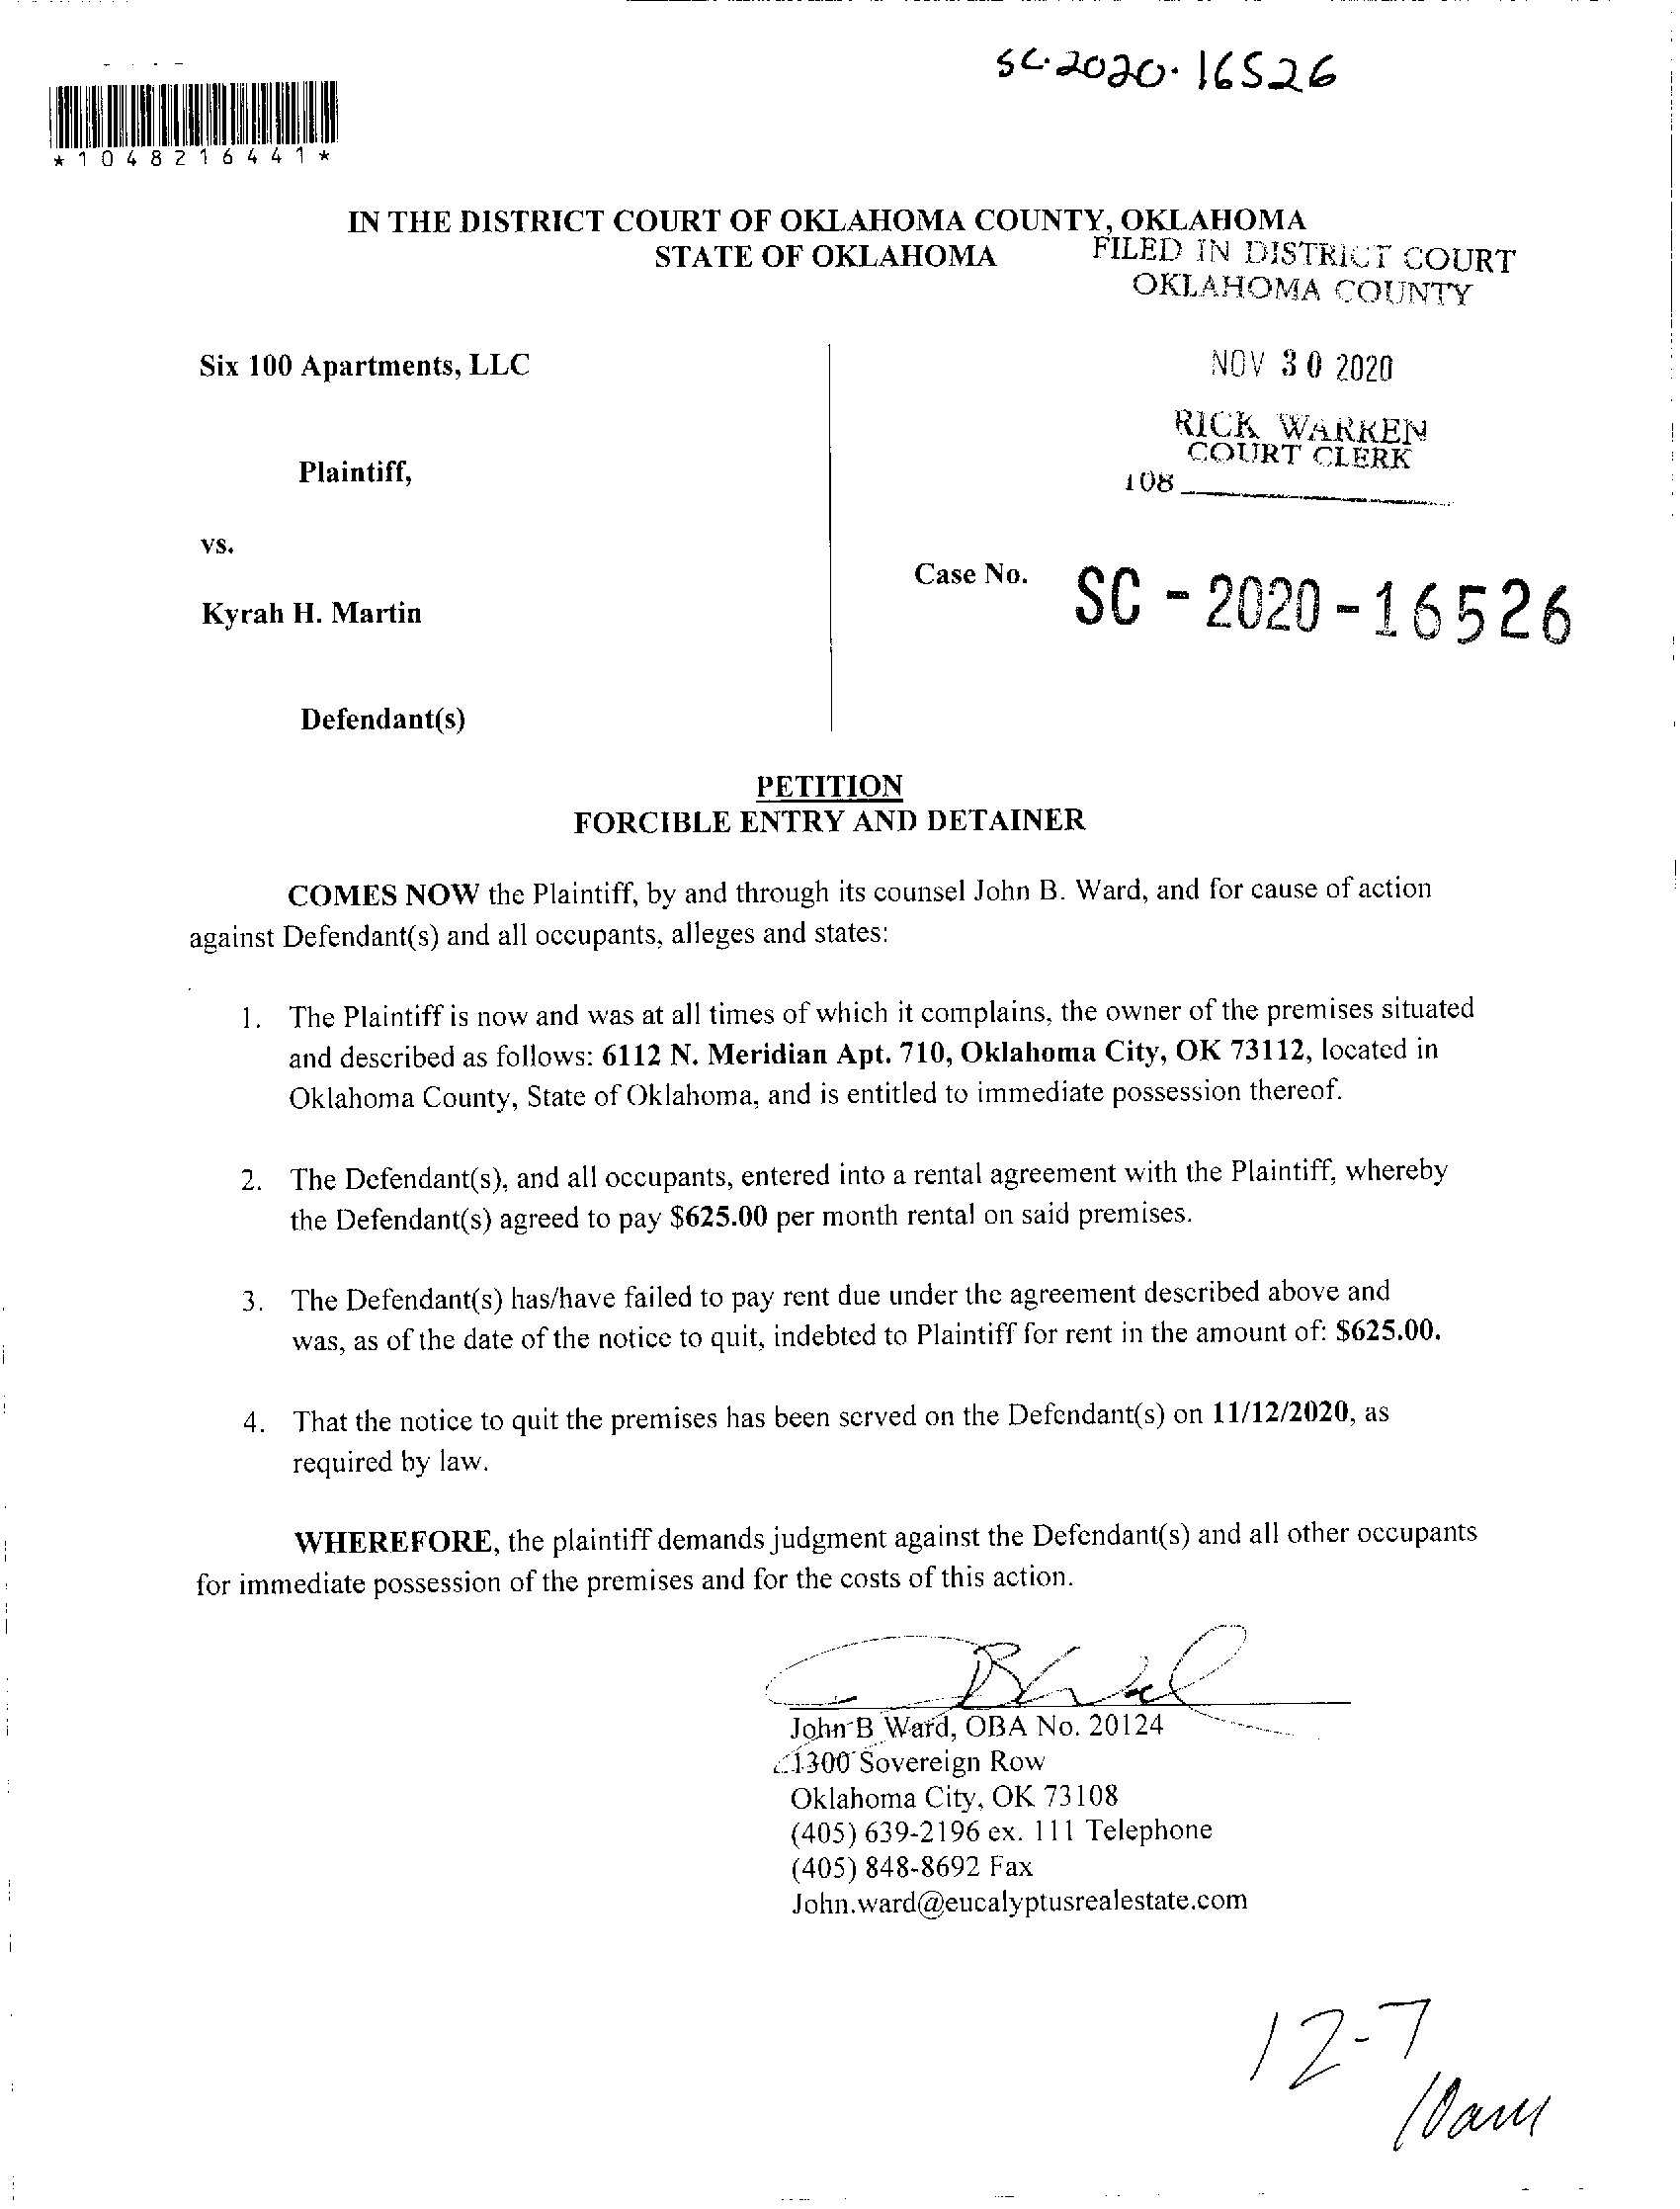 SC-2020-16526
*1048216441*
IN THE DISTRICT COURT OF OKLAHOMA COUNTY, OKLAHOMA
STATE OF OKLAHOMA
FILED IN DISTRICT COURT
OKLAHOMA COUNTY
Six 100 Apartments, LLC
NOV 30 2020
RICK WARREN
COURT CLERK
108
Plaintiff,
vs.
Case No. SC - 2020 - 16526
Kyrah H. Martin
Defendant(s)
PETITION
FORCIBLE ENTRY AND DETAINER
COMES NOW the Plaintiff, by and through its counsel John B. Ward, and for cause of action
against Defendant(s) and all occupants, alleges and states:
1. The Plaintiff is now and was at all times of which it complains, the owner of the premises situated
and described as follows: 6112 N. Meridian Apt. 710, Oklahoma City, OK 73112, located in
Oklahoma County, State of Oklahoma, and is entitled to immediate possession thereof.
2. The Defendant(s), and all occupants, entered into a rental agreement with the Plaintiff, whereby
the Defendant(s) agreed to pay $625.00 per month rental on said premises.
3. The Defendant(s) has/have failed to pay rent due under the agreement described above and
was, as of the date of the notice to quit, indebted to Plaintiff for rent in the amount of: $625.00.
4. That the notice to quit the premises has been served on the Defendant(s) on 11/12/2020, as
required by law.
WHEREFORE, the plaintiff demands judgment against the Defendant(s) and all other occupants
for immediate possession of the premises and for the costs of this action.
John B Ward, OBA No. 20124
1300 Sovereign Row
Oklahoma City, OK 73108
(405) 639-2196 ex. 111 Telephone
(405) 848-8692 Fax
John.ward@eucalyptusrealestate.com
12-7
10am